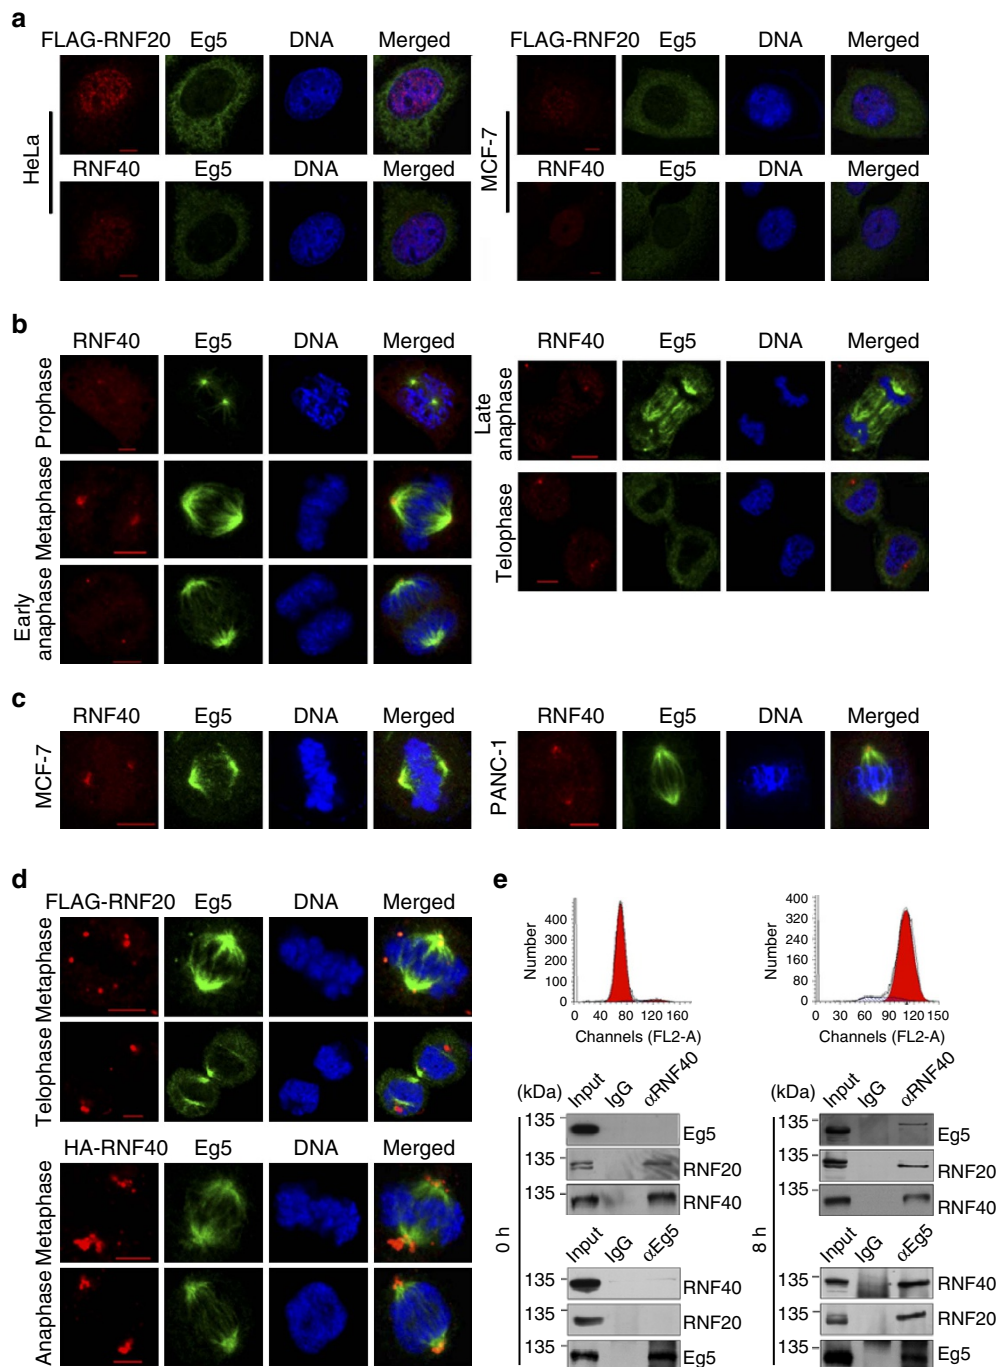 a
FLAG-RNF20 Eg5 DNA Merged
HeLa
RNF40 Eg5 DNA Merged
FLAG-RNF20 Eg5 DNA Merged
MCF-7
RNF40 Eg5 DNA Merged
b
RNF40 Eg5 DNA Merged
Prophase
Metaphase
Early
anaphase
RNF40 Eg5 DNA Merged
Late
anaphase
Telophase
c
RNF40 Eg5 DNA Merged
MCF-7
RNF40 Eg5 DNA Merged
PANC-1
d
FLAG-RNF20 Eg5 DNA Merged
Metaphase
Telophase
HA-RNF40 Eg5 DNA Merged
Metaphase
Anaphase
e
Number
400
300
200
100
0
0 40 80 120 160
Channels (FL2-A)
Number
400
320
240
160
80
0
0 30 60 90 120 150
Channels (FL2-A)
0 h
(kDa) Input IgG αRNF40
135 Eg5
135 RNF20
135 RNF40
Input IgG αEg5
135 RNF40
135 RNF20
135 Eg5
8 h
(kDa) Input IgG αRNF40
135 Eg5
135 RNF20
135 RNF40
Input IgG αEg5
135 RNF40
135 RNF20
135 Eg5